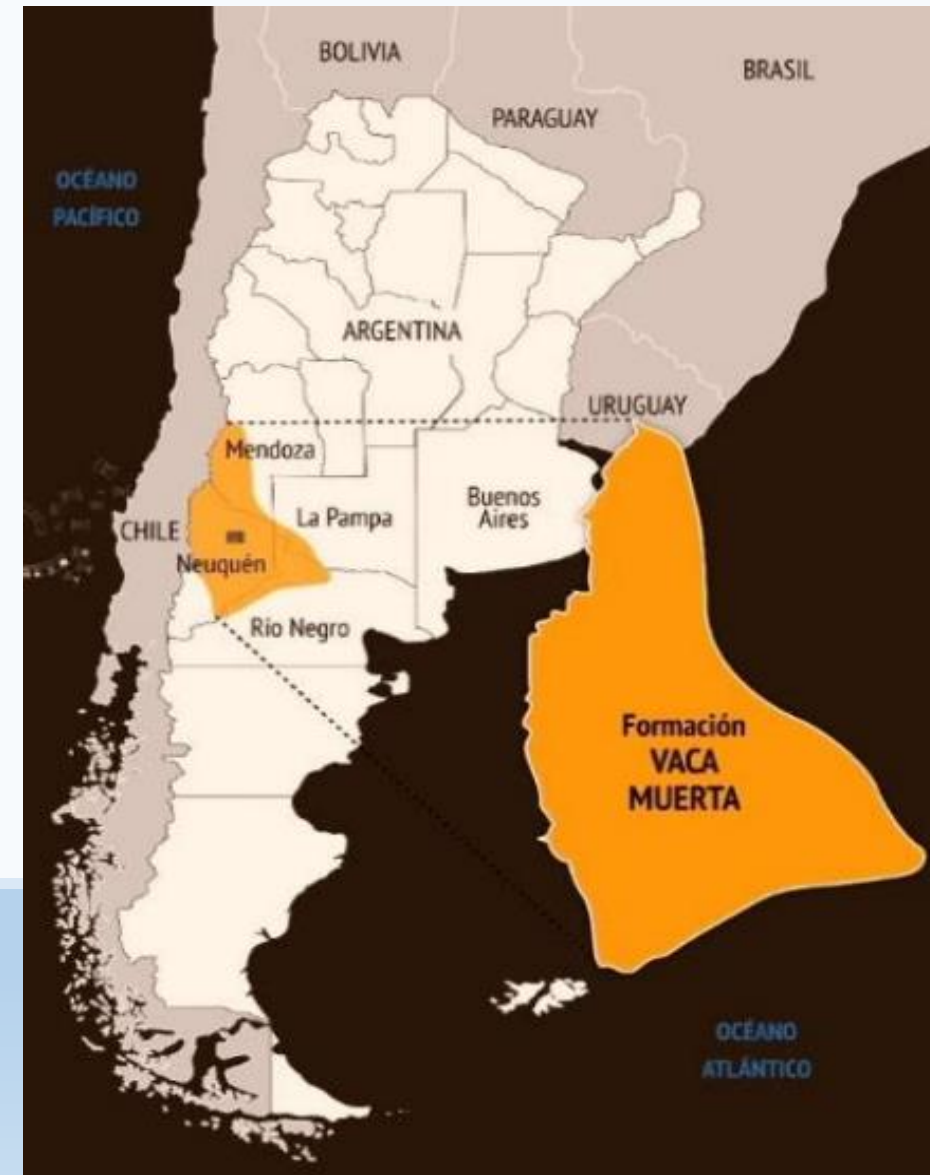 BOLIVIA
BRASIL
PARAGUAY
OCÉANO
PACÍFICO
ARGENTINA
URUGUAY
Mendoza
Buenos
Aires
La Pampa
CHILE
Neuquén
Río Negro
Formación
VACA
MUERTA
OCÉANO
ATLÁNTICO